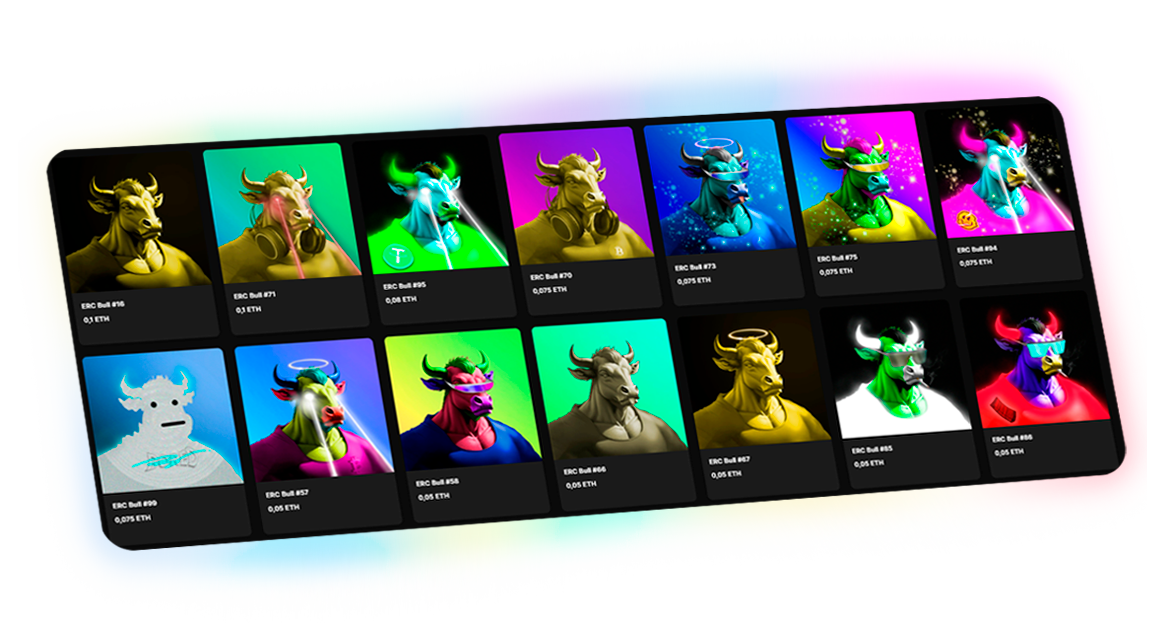 ERC Bull #16
0,1 ETH
ERC Bull #71
0,1 ETH
ERC Bull #95
0,08 ETH
ERC Bull #70
0,075 ETH
ERC Bull #73
0,075 ETH
ERC Bull #75
0,075 ETH
ERC Bull #94
0,075 ETH
ERC Bull #99
0,075 ETH
ERC Bull #57
0,05 ETH
ERC Bull #58
0,05 ETH
ERC Bull #66
0,05 ETH
ERC Bull #67
0,05 ETH
ERC Bull #85
0,05 ETH
ERC Bull #86
0,05 ETH